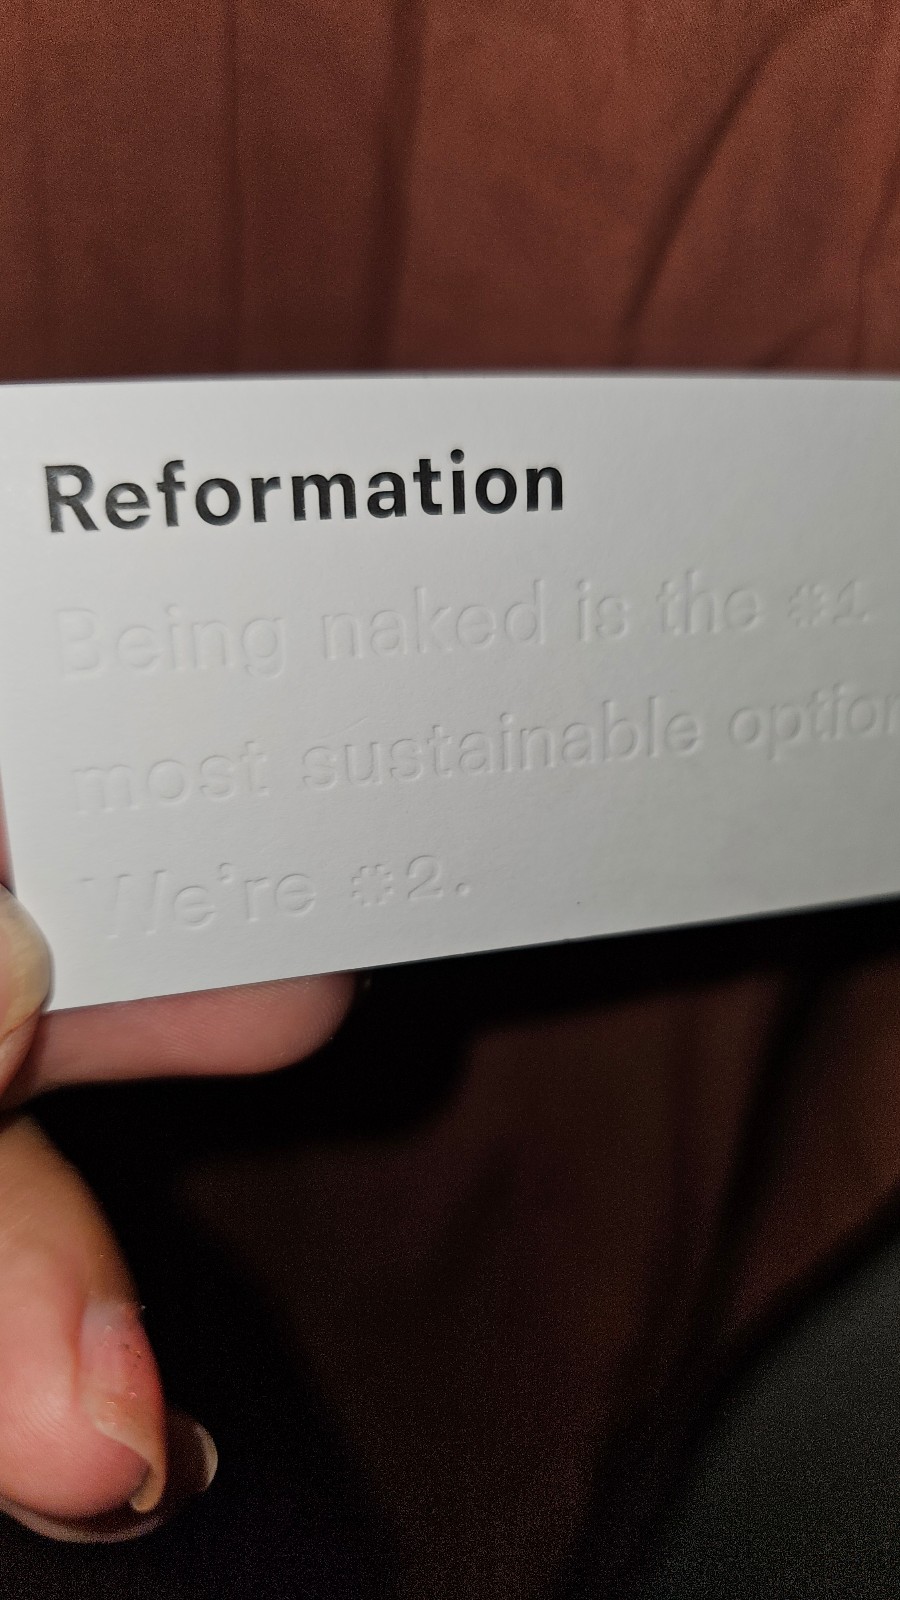 Reformation
Being naked is the #1
most sustainable option
We're #2.